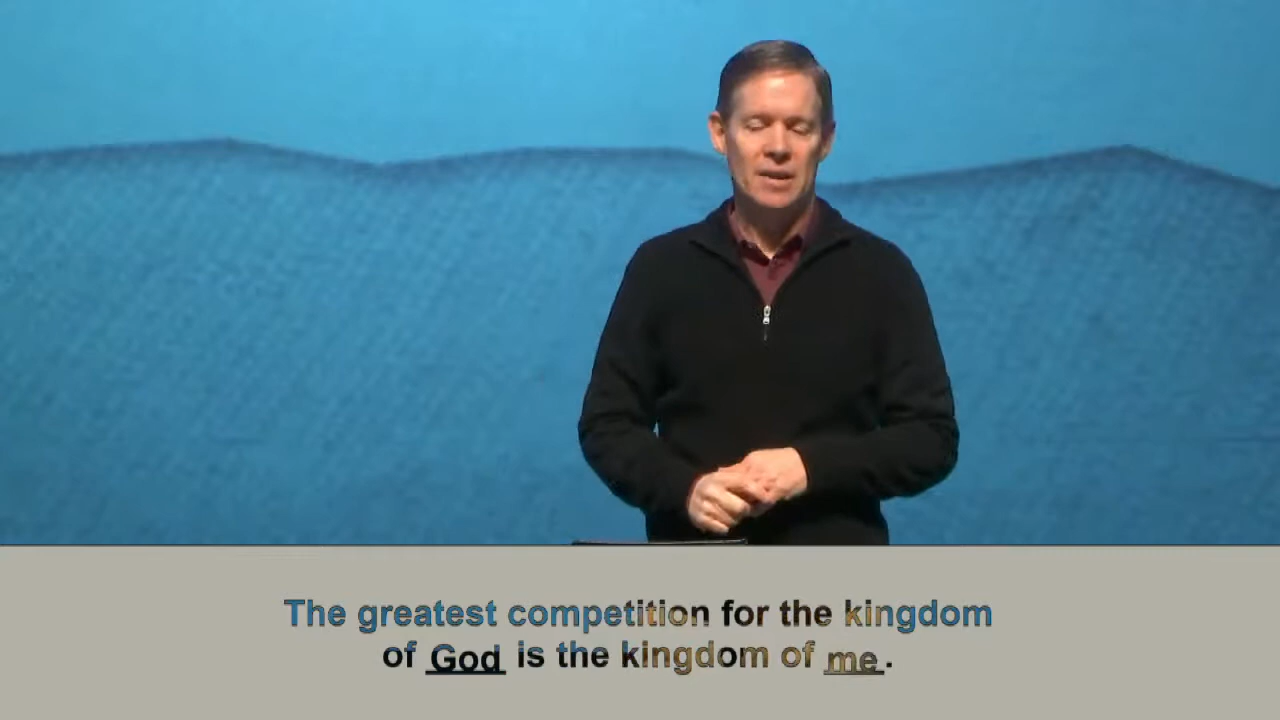 The greatest competition for the kingdom
of God is the kingdom of me.